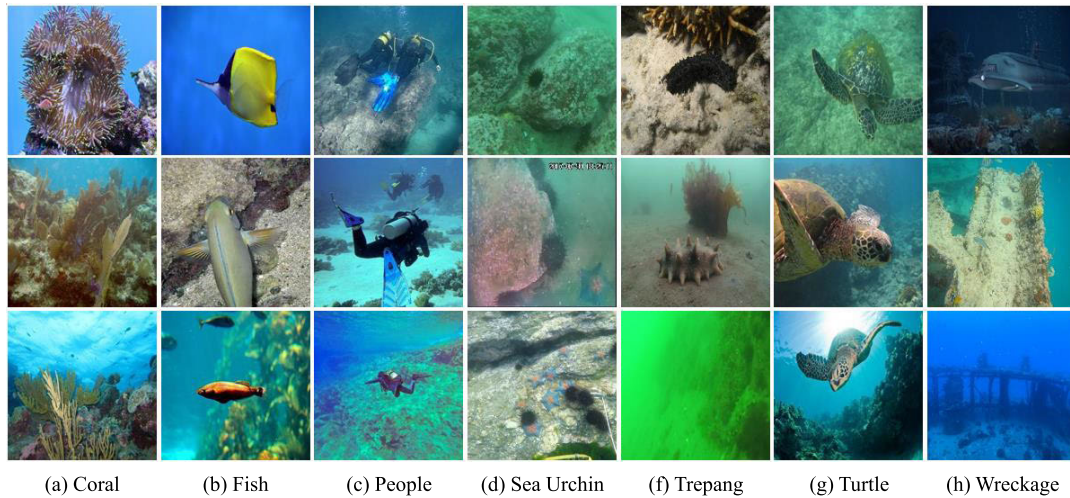 (a) Coral
(b) Fish
(c) People
(d) Sea Urchin
(f) Trepang
(g) Turtle
(h) Wreckage